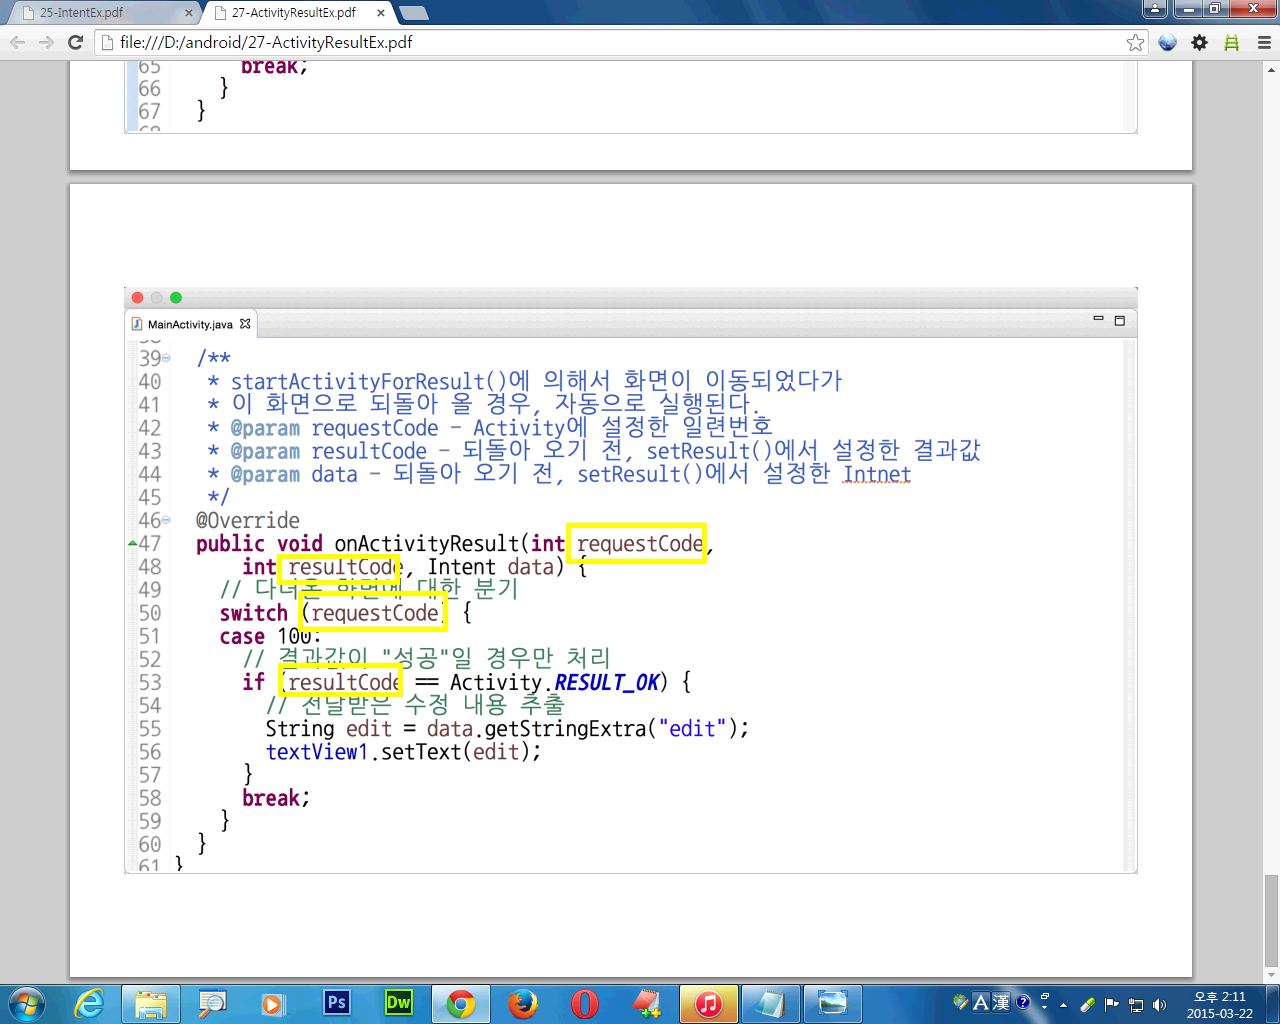 25-IntentEx.pdf
27-ActivityResultEx.pdf
file:///D:/android/27-ActivityResultEx.pdf
65 break;
66 }
67 }
68
MainActivity.java
39 /**
40 * startActivityForResult()에 의해서 화면이 이동되었다가
41 * 이 화면으로 되돌아 올 경우, 자동으로 실행된다.
42 * @param requestCode - Activity에 설정한 일련번호
43 * @param resultCode - 되돌아 오기 전, setResult()에서 설정한 결과값
44 * @param data - 되돌아 오기 전, setResult()에서 설정한 Intnet
45 */
46 @Override
47 public void onActivityResult(int requestCode,
48 int resultCode, Intent data) {
49 // 다녀온 화면에 대한 분기
50 switch (requestCode) {
51 case 100:
52 // 결과값이 "성공"일 경우만 처리
53 if (resultCode == Activity.RESULT_OK) {
54 // 전달받은 수정 내용 추출
55 String edit = data.getStringExtra("edit");
56 textView1.setText(edit);
57 }
58 break;
59 }
60 }
61 }
Ps
Dw
A 漢
오후 2:11
2015-03-22